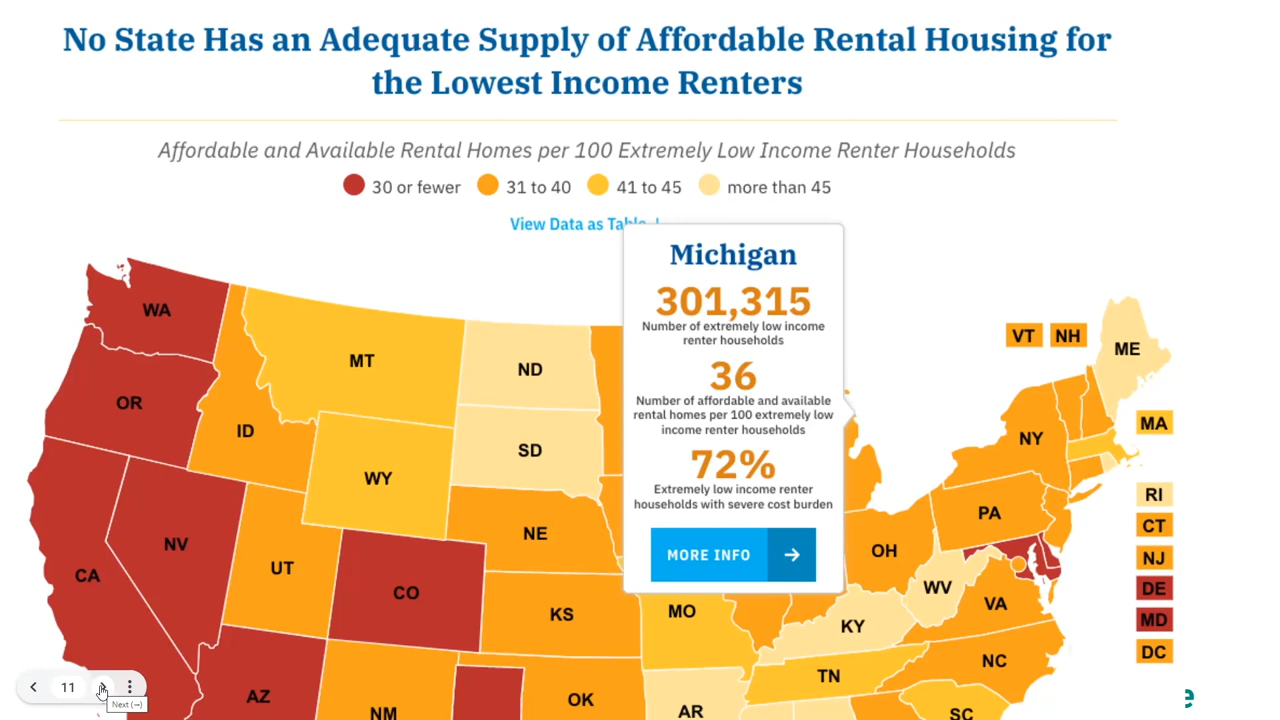 No State Has an Adequate Supply of Affordable Rental Housing for
the Lowest Income Renters
Affordable and Available Rental Homes per 100 Extremely Low Income Renter Households
30 or fewer
31 to 40
41 to 45
more than 45
View Data as
Michigan
301,315
Number of extremely low income
renter households
36
Number of affordable and available
rental homes per 100 extremely low
income renter households
72%
Extremely low income renter
households with severe cost burden
MORE INFO
WA
OR
CA
NV
ID
MT
WY
UT
AZ
CO
NM
ND
SD
NE
KS
OK
MO
AR
OH
KY
TN
WV
VA
NC
SC
PA
NY
VT
NH
ME
MA
RI
CT
NJ
DE
MD
DC
11
Next (→)
e